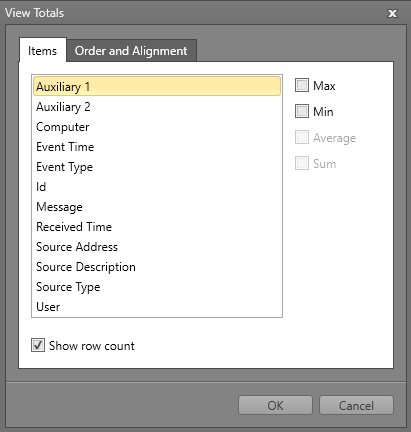 View Totals
Items
Order and Alignment
Auxiliary 1
Auxiliary 2
Computer
Event Time
Event Type
Id
Message
Received Time
Source Address
Source Description
Source Type
User
Max
Min
Average
Sum
Show row count
OK
Cancel